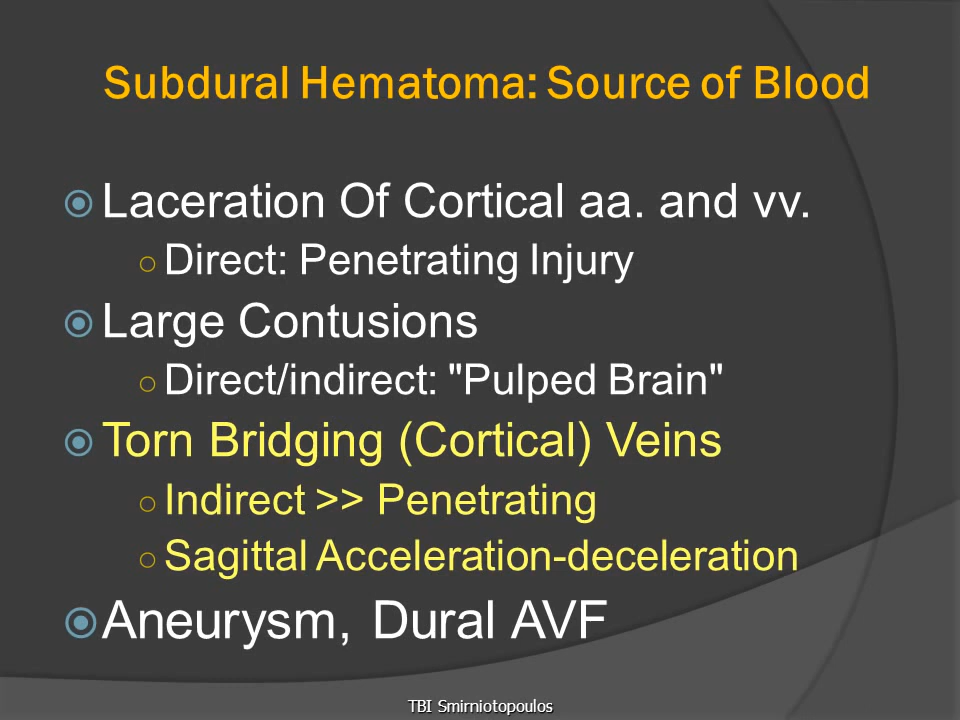 Subdural Hematoma: Source of Blood
Laceration Of Cortical aa. and vv.
Direct: Penetrating Injury
Large Contusions
Direct/indirect: "Pulped Brain"
Torn Bridging (Cortical) Veins
Indirect >> Penetrating
Sagittal Acceleration-deceleration
Aneurysm, Dural AVF
TBI Smirniotopoulos